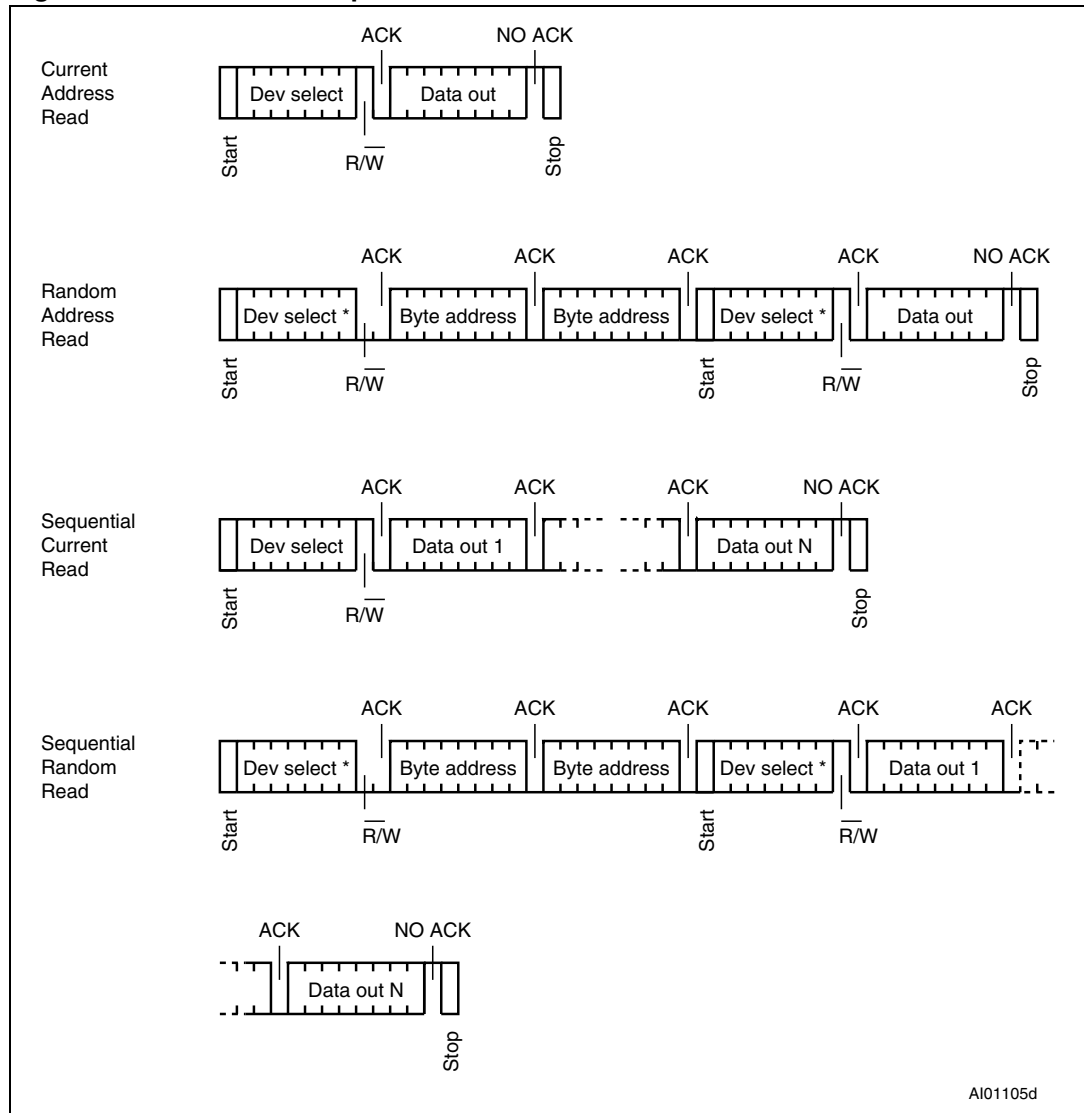 ACK NO ACK
Current
Address
Read
Dev select Data out
Start R/W̅ Stop
ACK ACK ACK ACK NO ACK
Random
Address
Read
Dev select * Byte address Byte address Dev select * Data out
Start R/W̅ Start R/W̅ Stop
ACK ACK ACK NO ACK
Sequential
Current
Read
Dev select Data out 1 Data out N
Start R/W̅ Stop
ACK ACK ACK ACK ACK
Sequential
Random
Read
Dev select * Byte address Byte address Dev select * Data out 1
Start R̅/W Start R̅/W
ACK NO ACK
Data out N
Stop
AI01105d